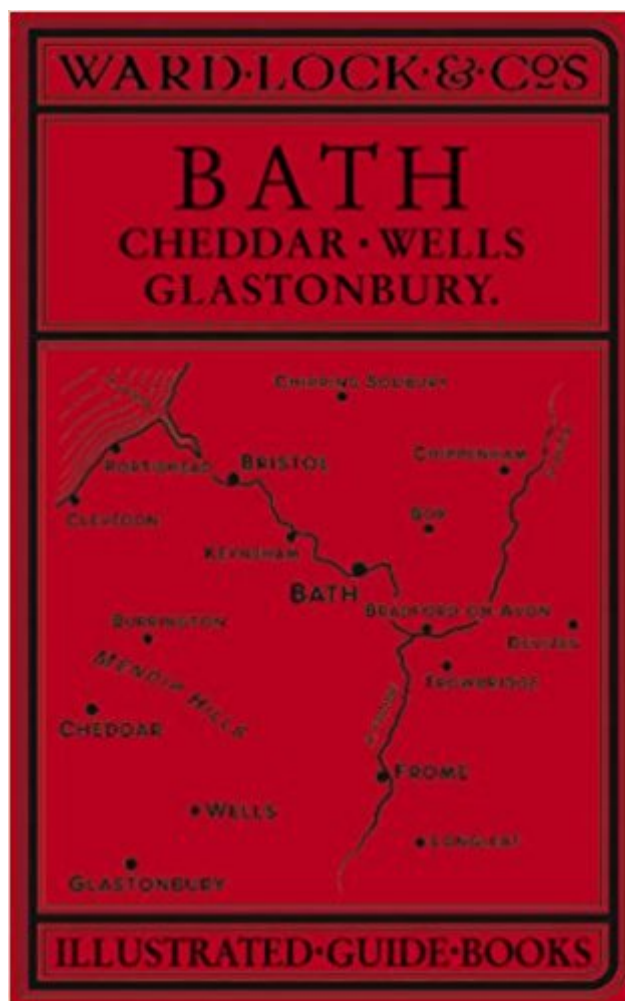 WARD·LOCK·&·Co's
BATH
CHEDDAR · WELLS
GLASTONBURY.
CHIPPING SODBURY
PORTISHEAD
BRISTOL
CHIPPENHAM
CLEVEDON
BOX
KEYNSHAM
BATH
BRADFORD ON AVON
BURRINGTON
DEVIZES
MENDIP HILLS
TROWBRIDGE
CHEDDAR
FROME
WELLS
LONGLEAT
GLASTONBURY
ILLUSTRATED·GUIDE·BOOKS